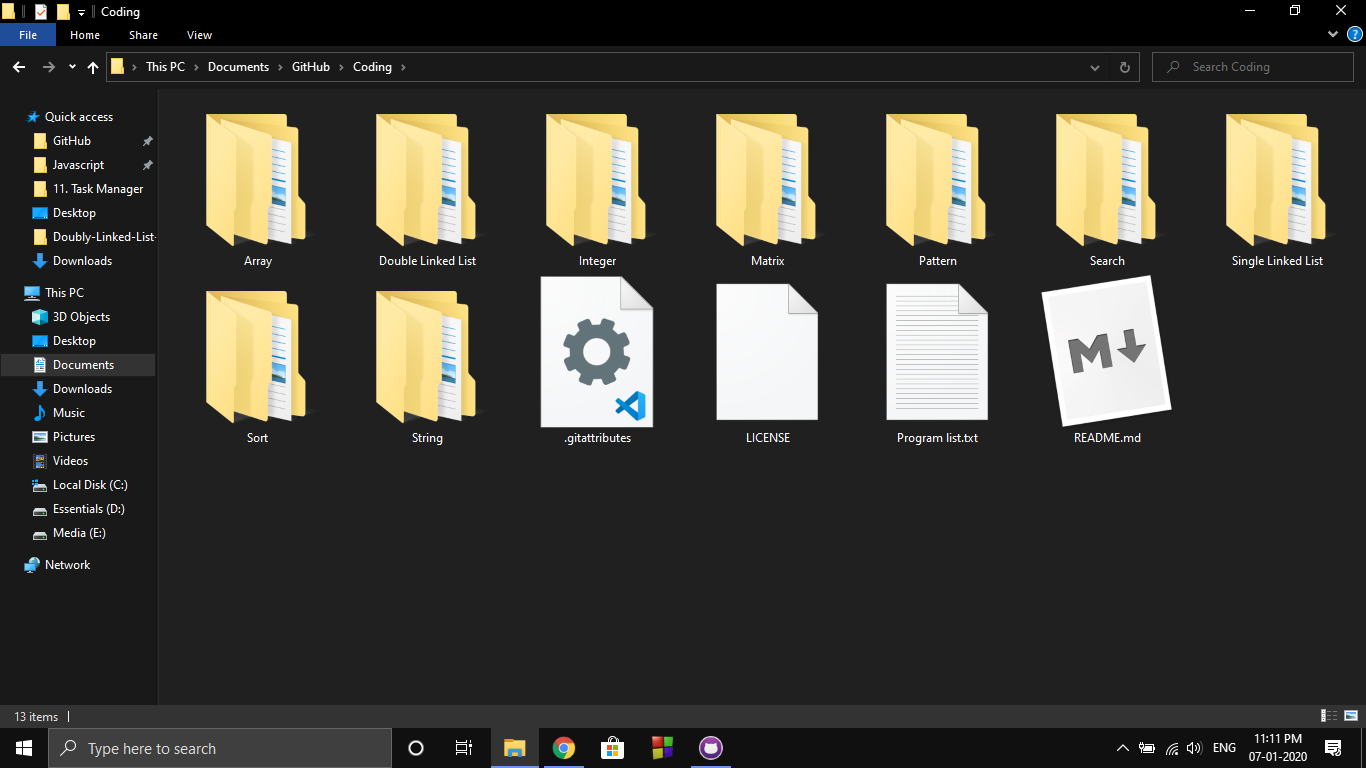 Coding
File Home Share View
This PC Documents GitHub Coding
Search Coding
Quick access
GitHub
Javascript
11. Task Manager
Desktop
Doubly-Linked-List-
Downloads
This PC
3D Objects
Desktop
Documents
Downloads
Music
Pictures
Videos
Local Disk (C:)
Essentials (D:)
Media (E:)
Network
Array Double Linked List Integer Matrix Pattern Search Single Linked List
Sort String .gitattributes LICENSE Program list.txt README.md
M
13 items
Type here to search
ENG
11:11 PM
07-01-2020